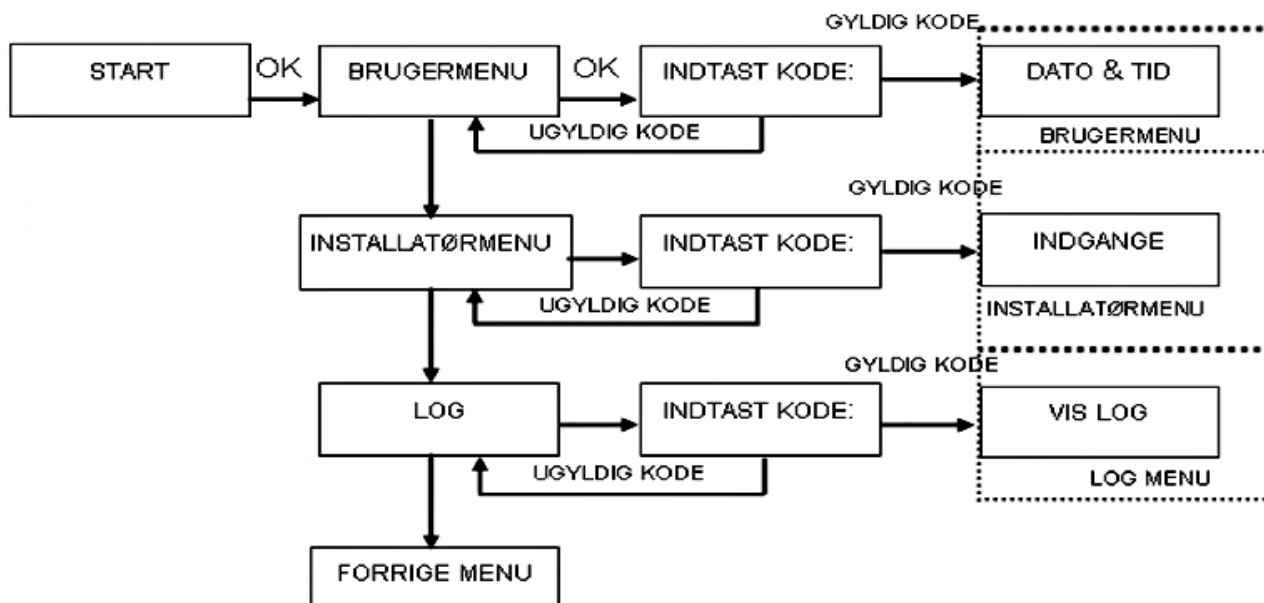 GYLDIG KODE
START
OK
BRUGERMENU
OK
INDTAST KODE:
DATO & TID
UGYLDIG KODE
BRUGERMENU
GYLDIG KODE
INSTALLATØRMENU
INDTAST KODE:
INDGANGE
UGYLDIG KODE
INSTALLATØRMENU
GYLDIG KODE
LOG
INDTAST KODE:
VIS LOG
UGYLDIG KODE
LOG MENU
FORRIGE MENU